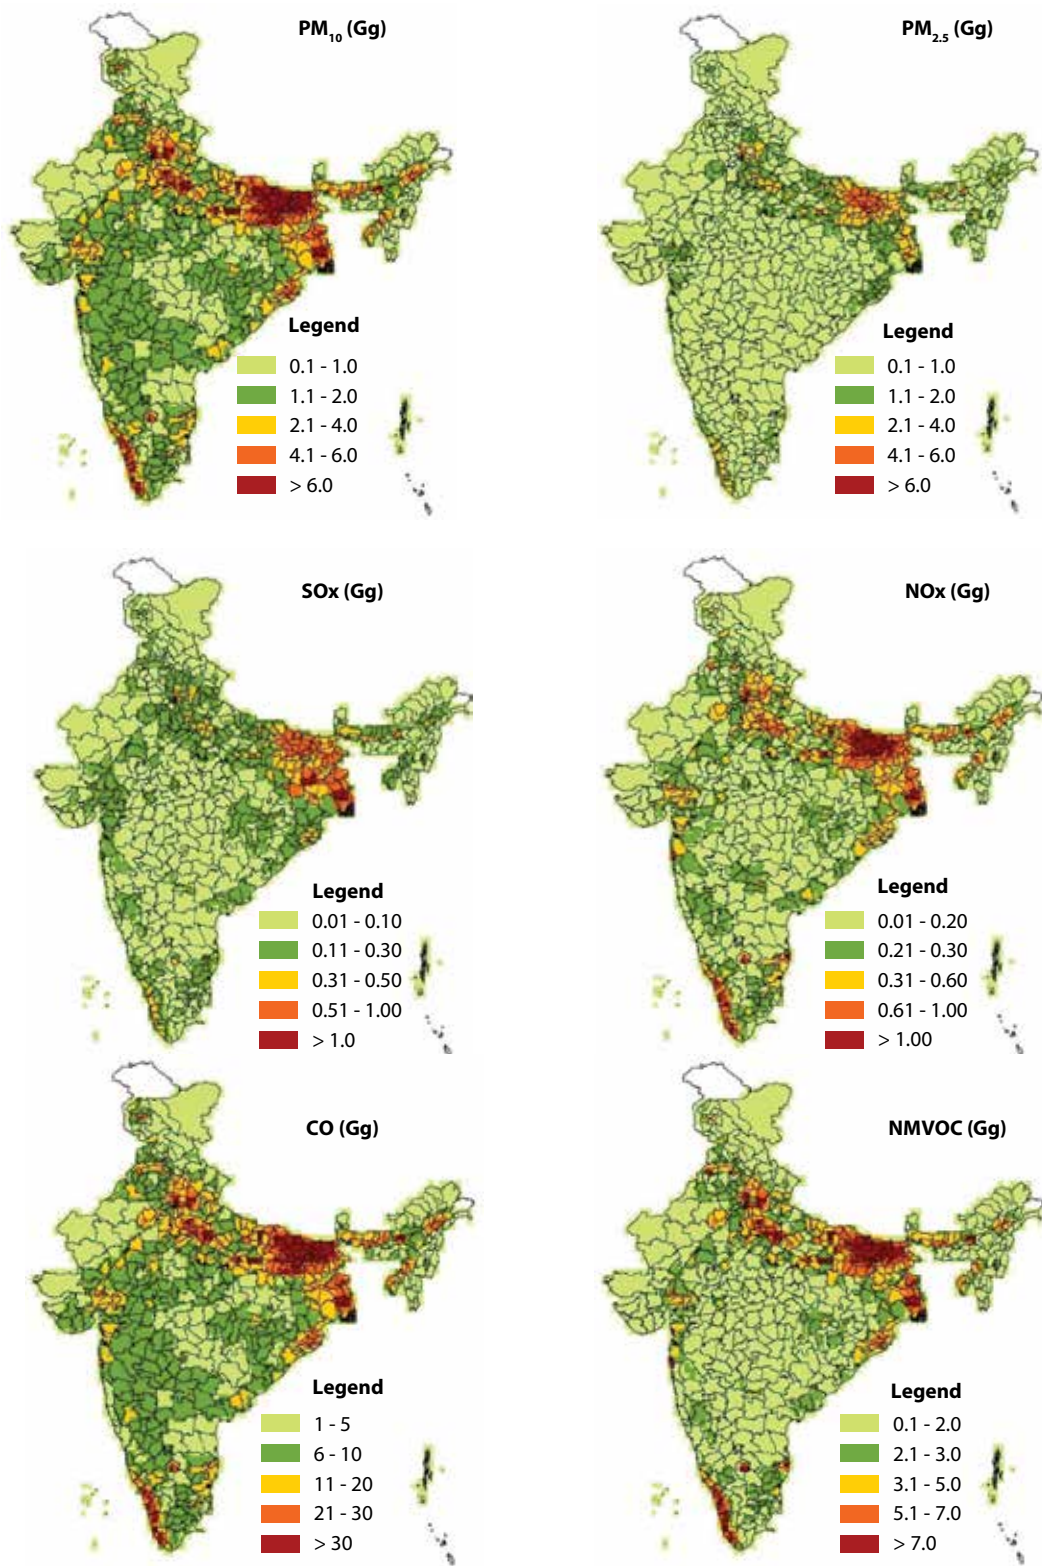 PM10 (Gg)
Legend
0.1 - 1.0
1.1 - 2.0
2.1 - 4.0
4.1 - 6.0
> 6.0
PM2.5 (Gg)
Legend
0.1 - 1.0
1.1 - 2.0
2.1 - 4.0
4.1 - 6.0
> 6.0
SOx (Gg)
Legend
0.01 - 0.10
0.11 - 0.30
0.31 - 0.50
0.51 - 1.00
> 1.0
NOx (Gg)
Legend
0.01 - 0.20
0.21 - 0.30
0.31 - 0.60
0.61 - 1.00
> 1.00
CO (Gg)
Legend
1 - 5
6 - 10
11 - 20
21 - 30
> 30
NMVOC (Gg)
Legend
0.1 - 2.0
2.1 - 3.0
3.1 - 5.0
5.1 - 7.0
> 7.0